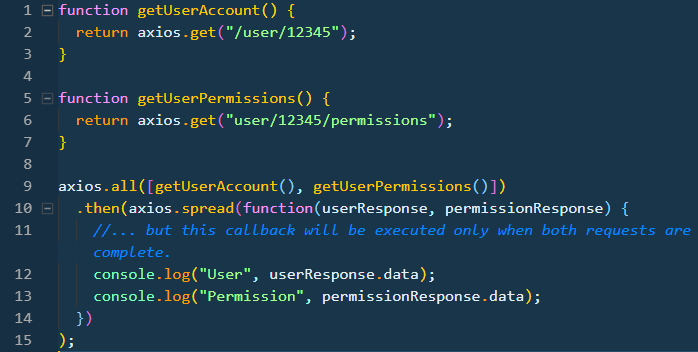 1 function getUserAccount() {
2 return axios.get("/user/12345");
3 }
4
5 function getUserPermissions() {
6 return axios.get("user/12345/permissions");
7 }
8
9 axios.all([getUserAccount(), getUserPermissions()])
10 .then(axios.spread(function(userResponse, permissionResponse) {
11 //... but this callback will be executed only when both requests are
complete.
12 console.log("User", userResponse.data);
13 console.log("Permission", permissionResponse.data);
14 })
15 );